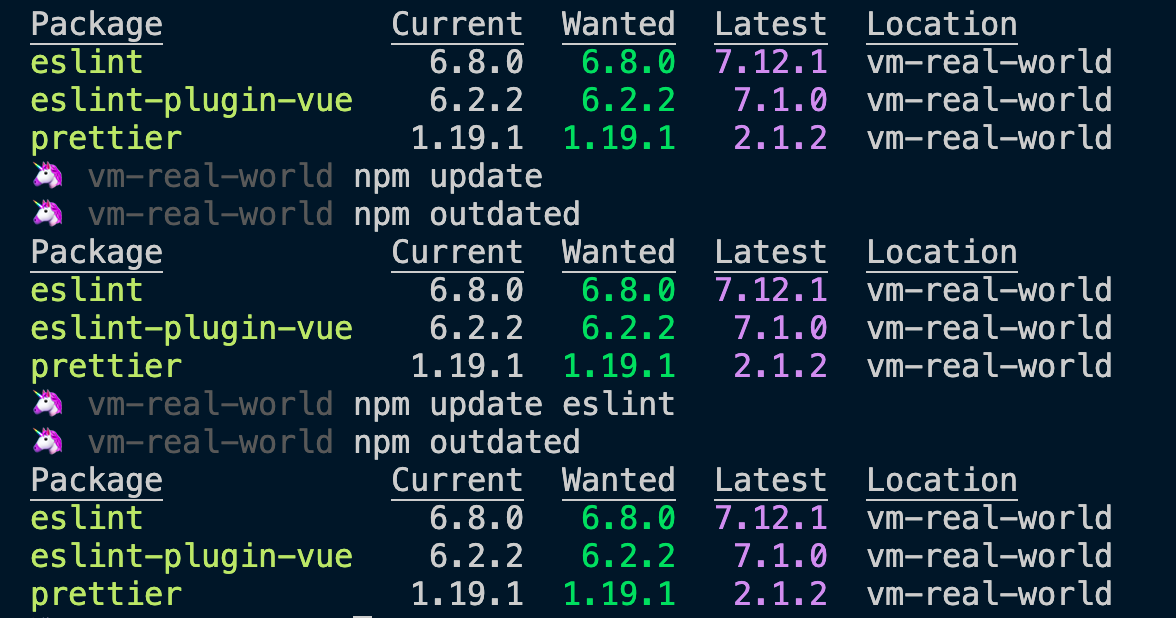 Package Current Wanted Latest Location
eslint 6.8.0 6.8.0 7.12.1 vm-real-world
eslint-plugin-vue 6.2.2 6.2.2 7.1.0 vm-real-world
prettier 1.19.1 1.19.1 2.1.2 vm-real-world
🦄 vm-real-world npm update
🦄 vm-real-world npm outdated
Package Current Wanted Latest Location
eslint 6.8.0 6.8.0 7.12.1 vm-real-world
eslint-plugin-vue 6.2.2 6.2.2 7.1.0 vm-real-world
prettier 1.19.1 1.19.1 2.1.2 vm-real-world
🦄 vm-real-world npm update eslint
🦄 vm-real-world npm outdated
Package Current Wanted Latest Location
eslint 6.8.0 6.8.0 7.12.1 vm-real-world
eslint-plugin-vue 6.2.2 6.2.2 7.1.0 vm-real-world
prettier 1.19.1 1.19.1 2.1.2 vm-real-world